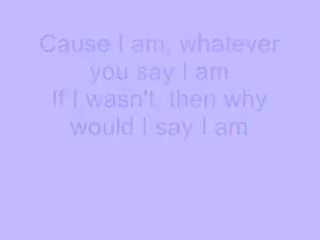 Cause I am, whatever
you say I am
If I wasn't, then why
would I say I am